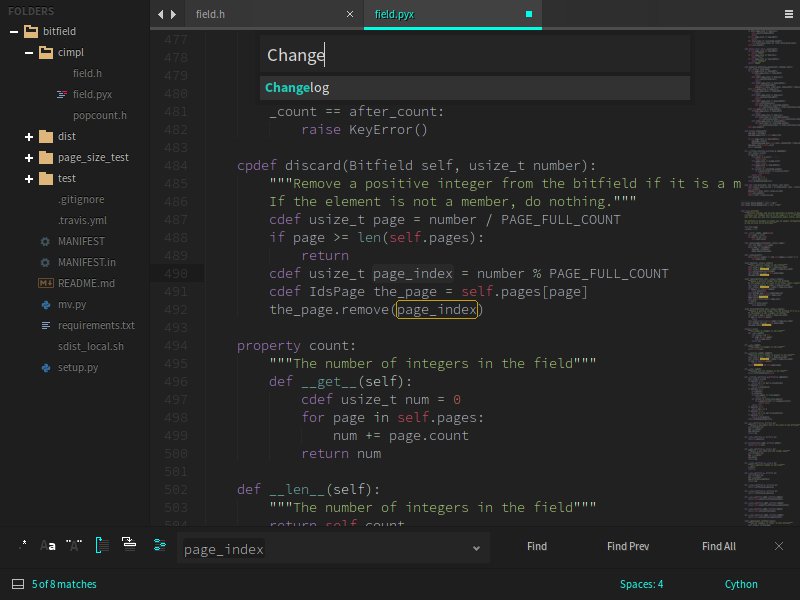 FOLDERS
bitfield
cimpl
field.h
field.pyx
popcount.h
dist
page_size_test
test
.gitignore
.travis.yml
MANIFEST
MANIFEST.in
README.md
mv.py
requirements.txt
sdist_local.sh
setup.py
field.h
field.pyx
Change
Changelog
477
478
479
480
481 _count == after_count:
482 raise KeyError()
483
484 cpdef discard(Bitfield self, usize_t number):
485 """Remove a positive integer from the bitfield if it is a m
486 If the element is not a member, do nothing."""
487 cdef usize_t page = number / PAGE_FULL_COUNT
488 if page >= len(self.pages):
489 return
490 cdef usize_t page_index = number % PAGE_FULL_COUNT
491 cdef IdsPage the_page = self.pages[page]
492 the_page.remove(page_index)
493
494 property count:
495 """The number of integers in the field"""
496 def __get__(self):
497 cdef usize_t num = 0
498 for page in self.pages:
499 num += page.count
500 return num
501
502 def __len__(self):
503 """The number of integers in the field"""
504 return self.count
.* Aa "A"
page_index
Find
Find Prev
Find All
5 of 8 matches
Spaces: 4
Cython